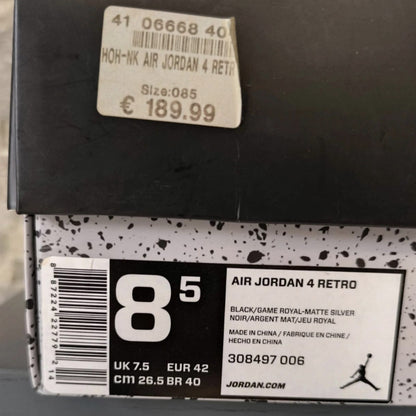 41 06668 40
HOH-NK AIR JORDAN 4 RETR
Size:085
€ 189.99
8 5
UK 7.5 EUR 42
CM 26.5 BR 40
AIR JORDAN 4 RETRO
BLACK/GAME ROYAL-MATTE SILVER
NOIR/ARGENT MAT/JEU ROYAL
MADE IN CHINA / FABRIQUE EN CHINE /
HECHO EN CHINA
308497 006
JORDAN.COM